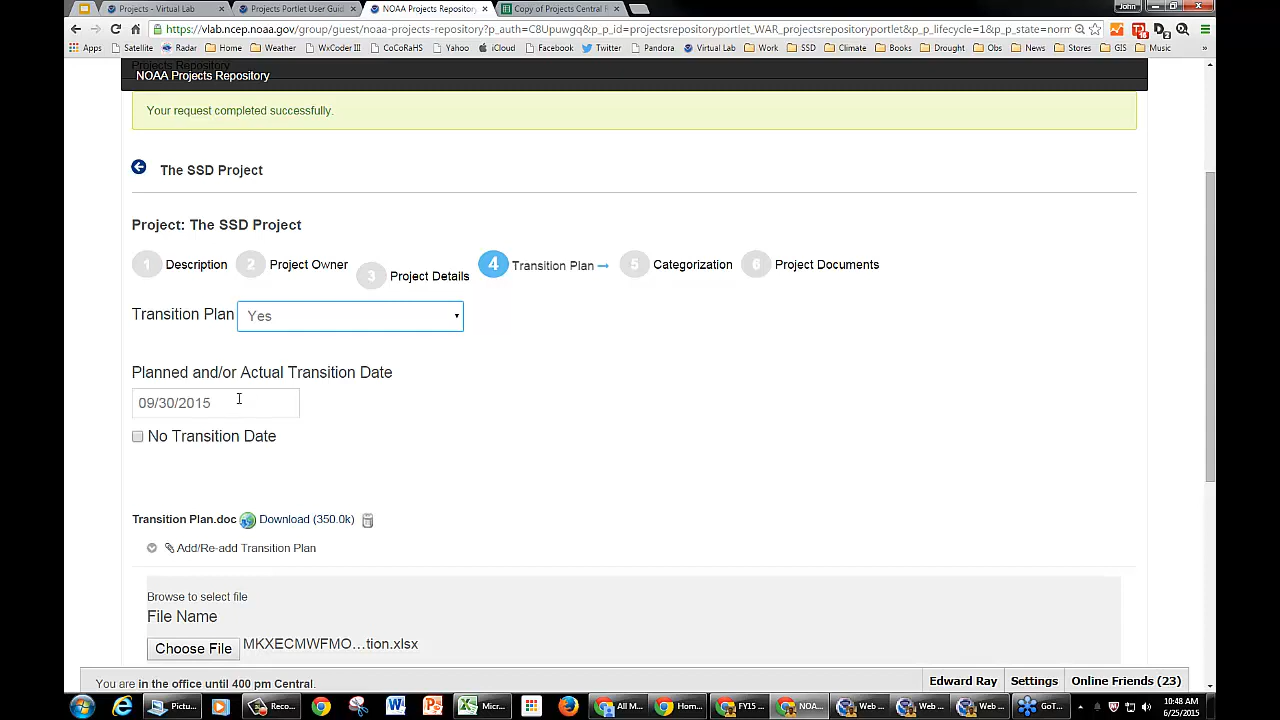 Projects - Virtual Lab
Projects Portlet User Guid
NOAA Projects Repository
Copy of Projects Central R
John
https://vlab.ncep.noaa.gov/group/guest/noaa-projects-repository?p_auth=C8Upuwgq&p_p_id=projectsrepositoryportlet_WAR_projectsrepositoryportlet&p_p_lifecycle=1&p_p_state=norm
Apps Satellite Radar Home Weather WxCoder III CoCoRaHS Yahoo iCloud Facebook Twitter Pandora Virtual Lab Work SSD Climate Books Drought Obs News Stores GIS Music »
Projects Repository
NOAA Projects Repository
Your request completed successfully.
The SSD Project
Project: The SSD Project
1 Description 2 Project Owner 3 Project Details 4 Transition Plan → 5 Categorization 6 Project Documents
Transition Plan Yes
Planned and/or Actual Transition Date
09/30/2015
No Transition Date
Transition Plan.doc Download (350.0k)
Add/Re-add Transition Plan
Browse to select file
File Name
Choose File MKXECMWFMO…tion.xlsx
You are in the office until 400 pm Central. Edward Ray Settings Online Friends (23)
Pictu... Reco... Micr... All M... Hom... FY15 ... NOA... Web ... Web ... Web ... GoT...
10:48 AM
6/25/2015